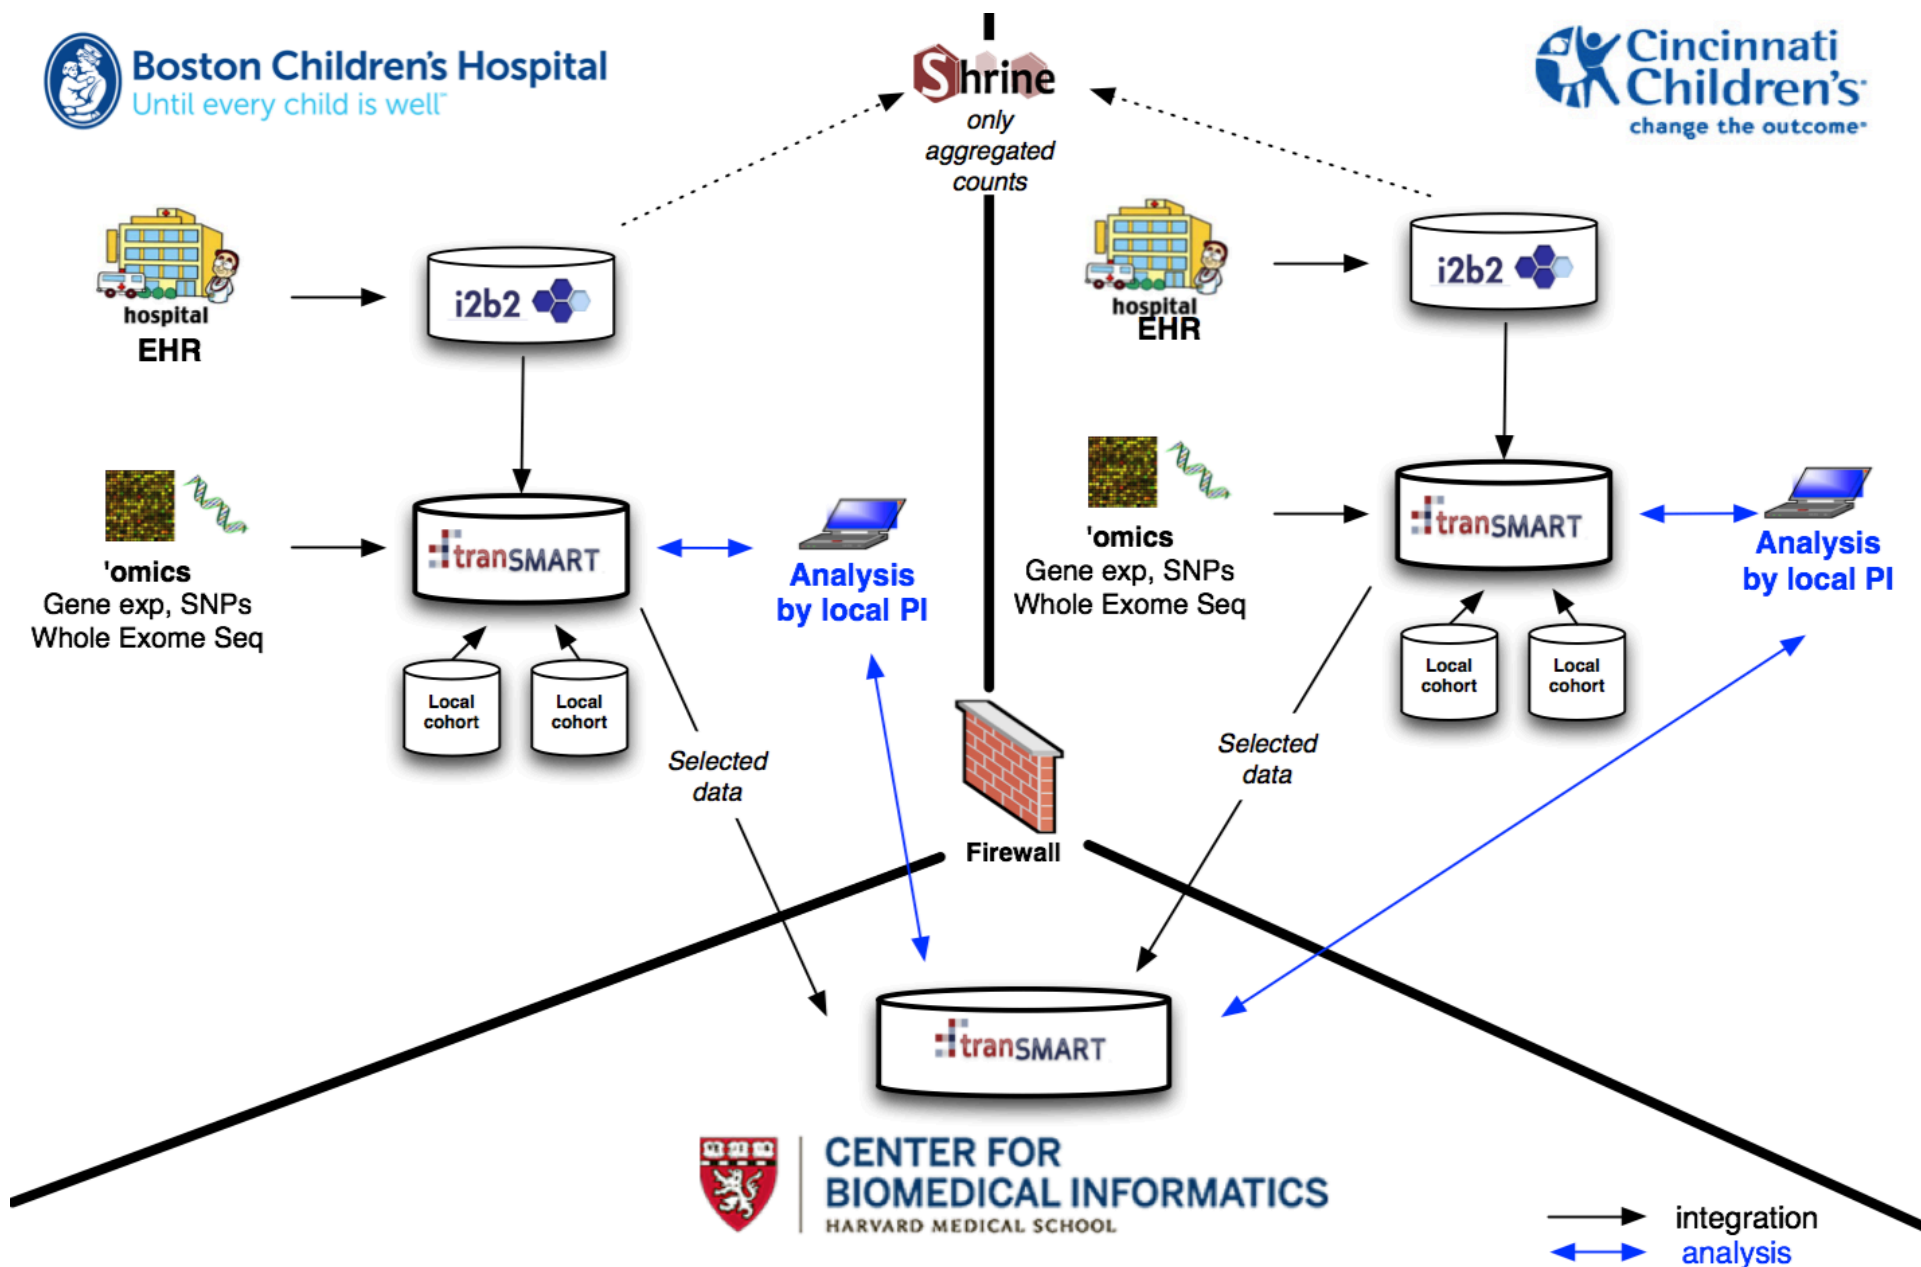 Boston Children's Hospital
Until every child is well™
Shrine
only
aggregated
counts
Cincinnati
Children's
change the outcome
hospital
EHR
i2b2
hospital
EHR
i2b2
'omics
Gene exp, SNPs
Whole Exome Seq
tranSMART
Analysis
by local PI
Local
cohort
Local
cohort
Selected
data
'omics
Gene exp, SNPs
Whole Exome Seq
tranSMART
Analysis
by local PI
Local
cohort
Local
cohort
Selected
data
Firewall
tranSMART
CENTER FOR
BIOMEDICAL INFORMATICS
HARVARD MEDICAL SCHOOL
integration
analysis